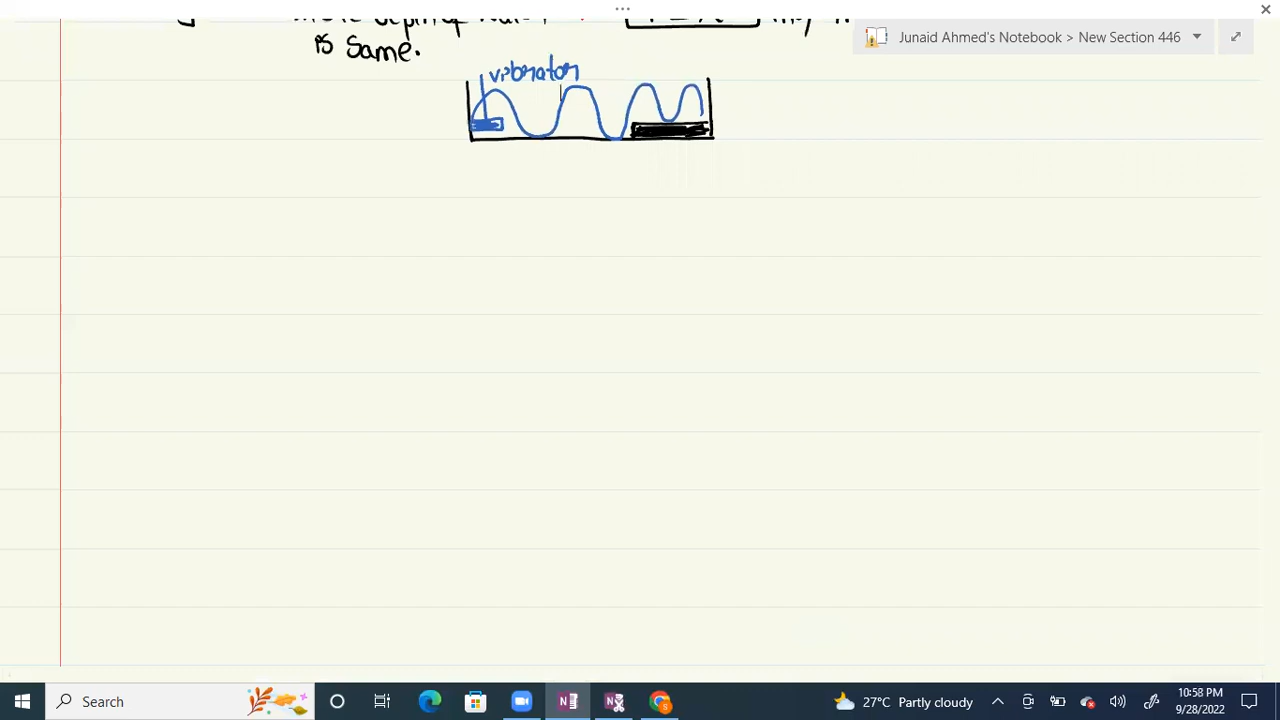 Junaid Ahmed's Notebook > New Section 446
is Same.
vibrator
Search
27°C Partly cloudy
10:58 PM
9/28/2022